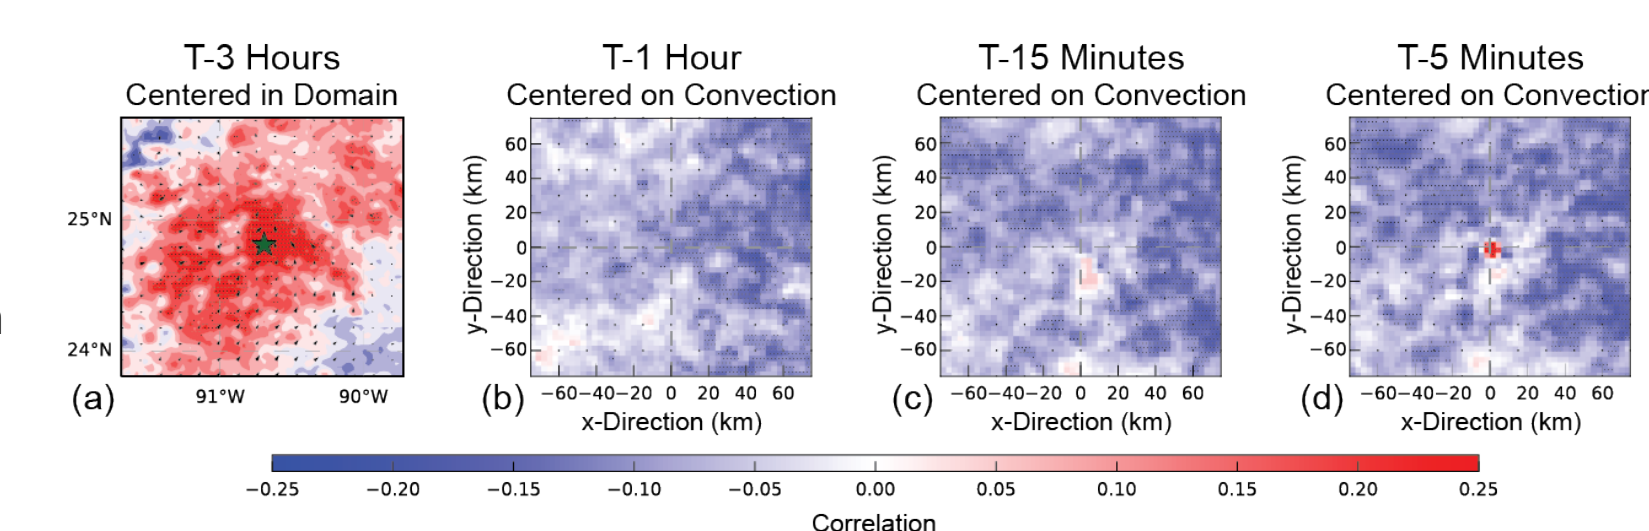 T-3 Hours
Centered in Domain
25°N
24°N
91°W 90°W
(a)
T-1 Hour
Centered on Convection
y-Direction (km)
60
40
20
0
−20
−40
−60
−60 −40 −20 0 20 40 60
x-Direction (km)
(b)
T-15 Minutes
Centered on Convection
y-Direction (km)
60
40
20
0
−20
−40
−60
−60 −40 −20 0 20 40 60
x-Direction (km)
(c)
T-5 Minutes
Centered on Convection
y-Direction (km)
60
40
20
0
−20
−40
−60
−60 −40 −20 0 20 40 60
x-Direction (km)
(d)
−0.25 −0.20 −0.15 −0.10 −0.05 0.00 0.05 0.10 0.15 0.20 0.25
Correlation